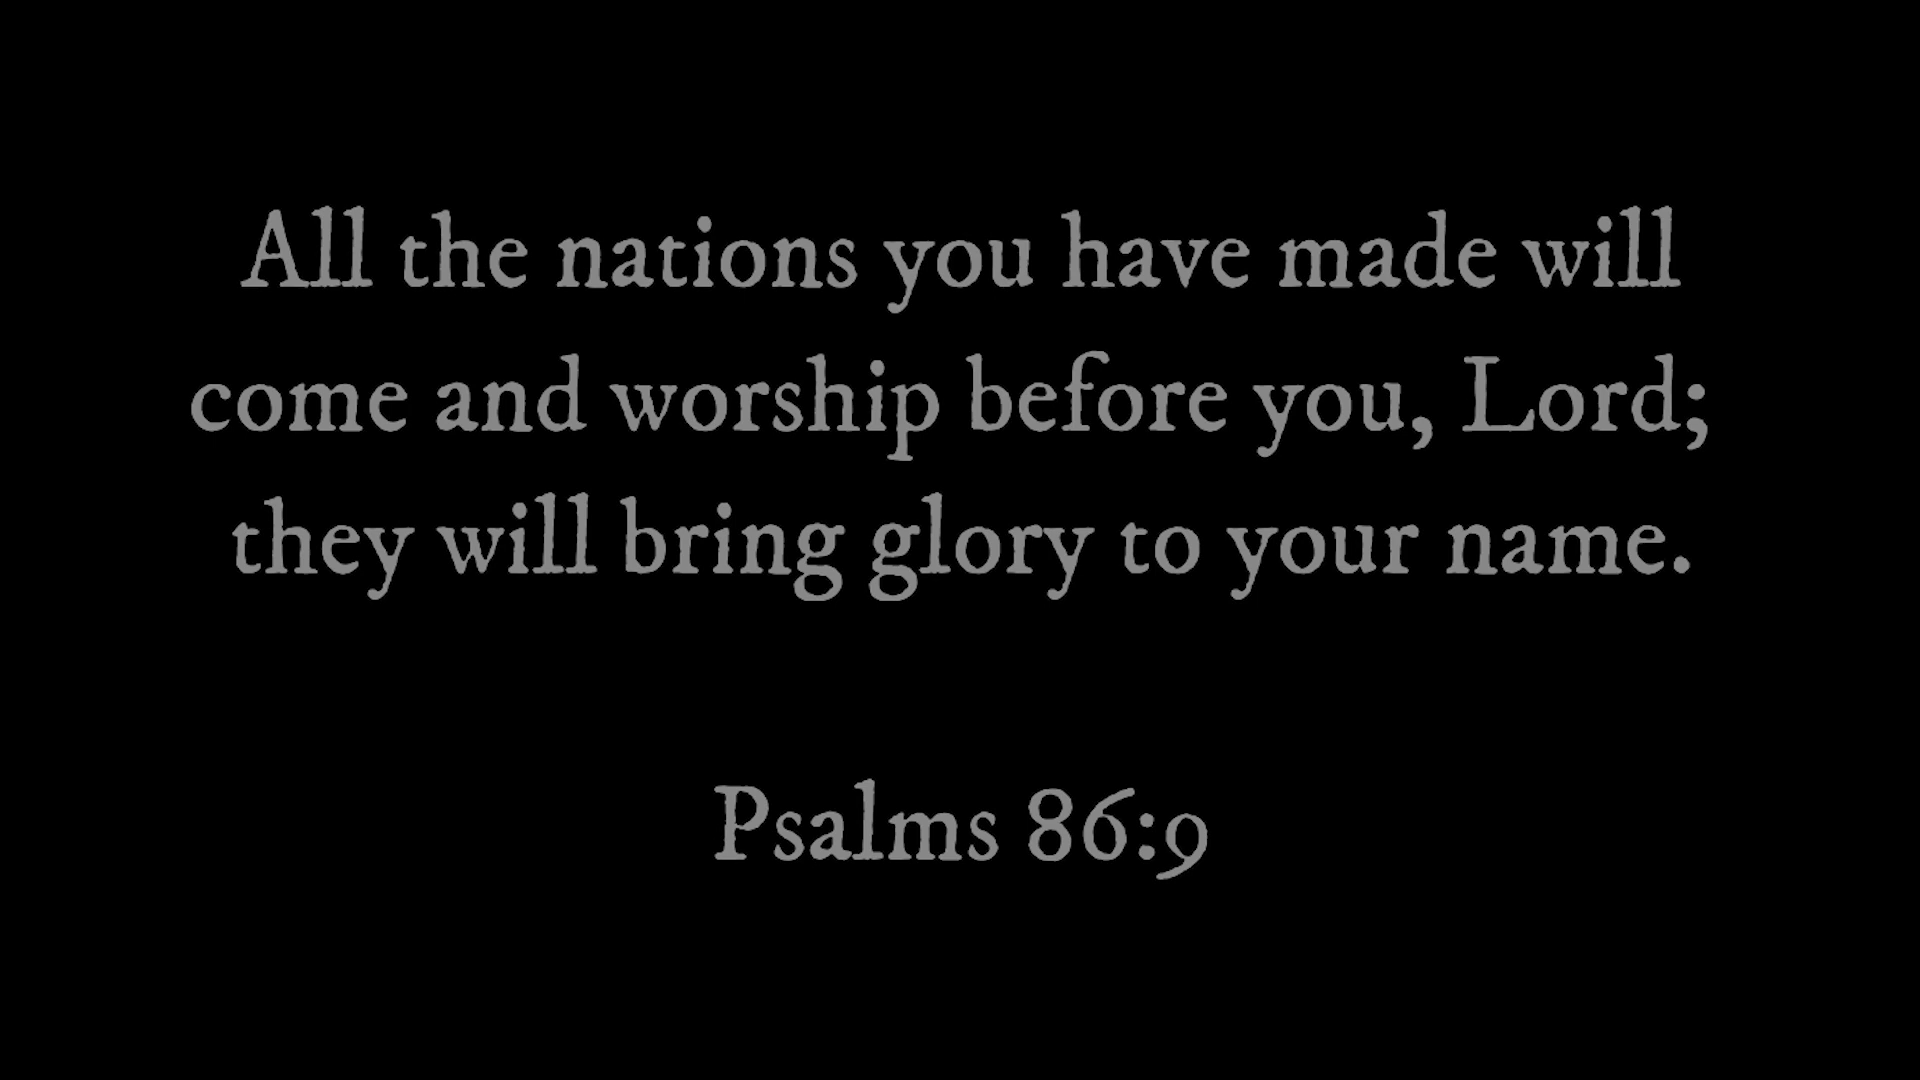 All the nations you have made will
come and worship before you, Lord;
they will bring glory to your name.
Psalms 86:9